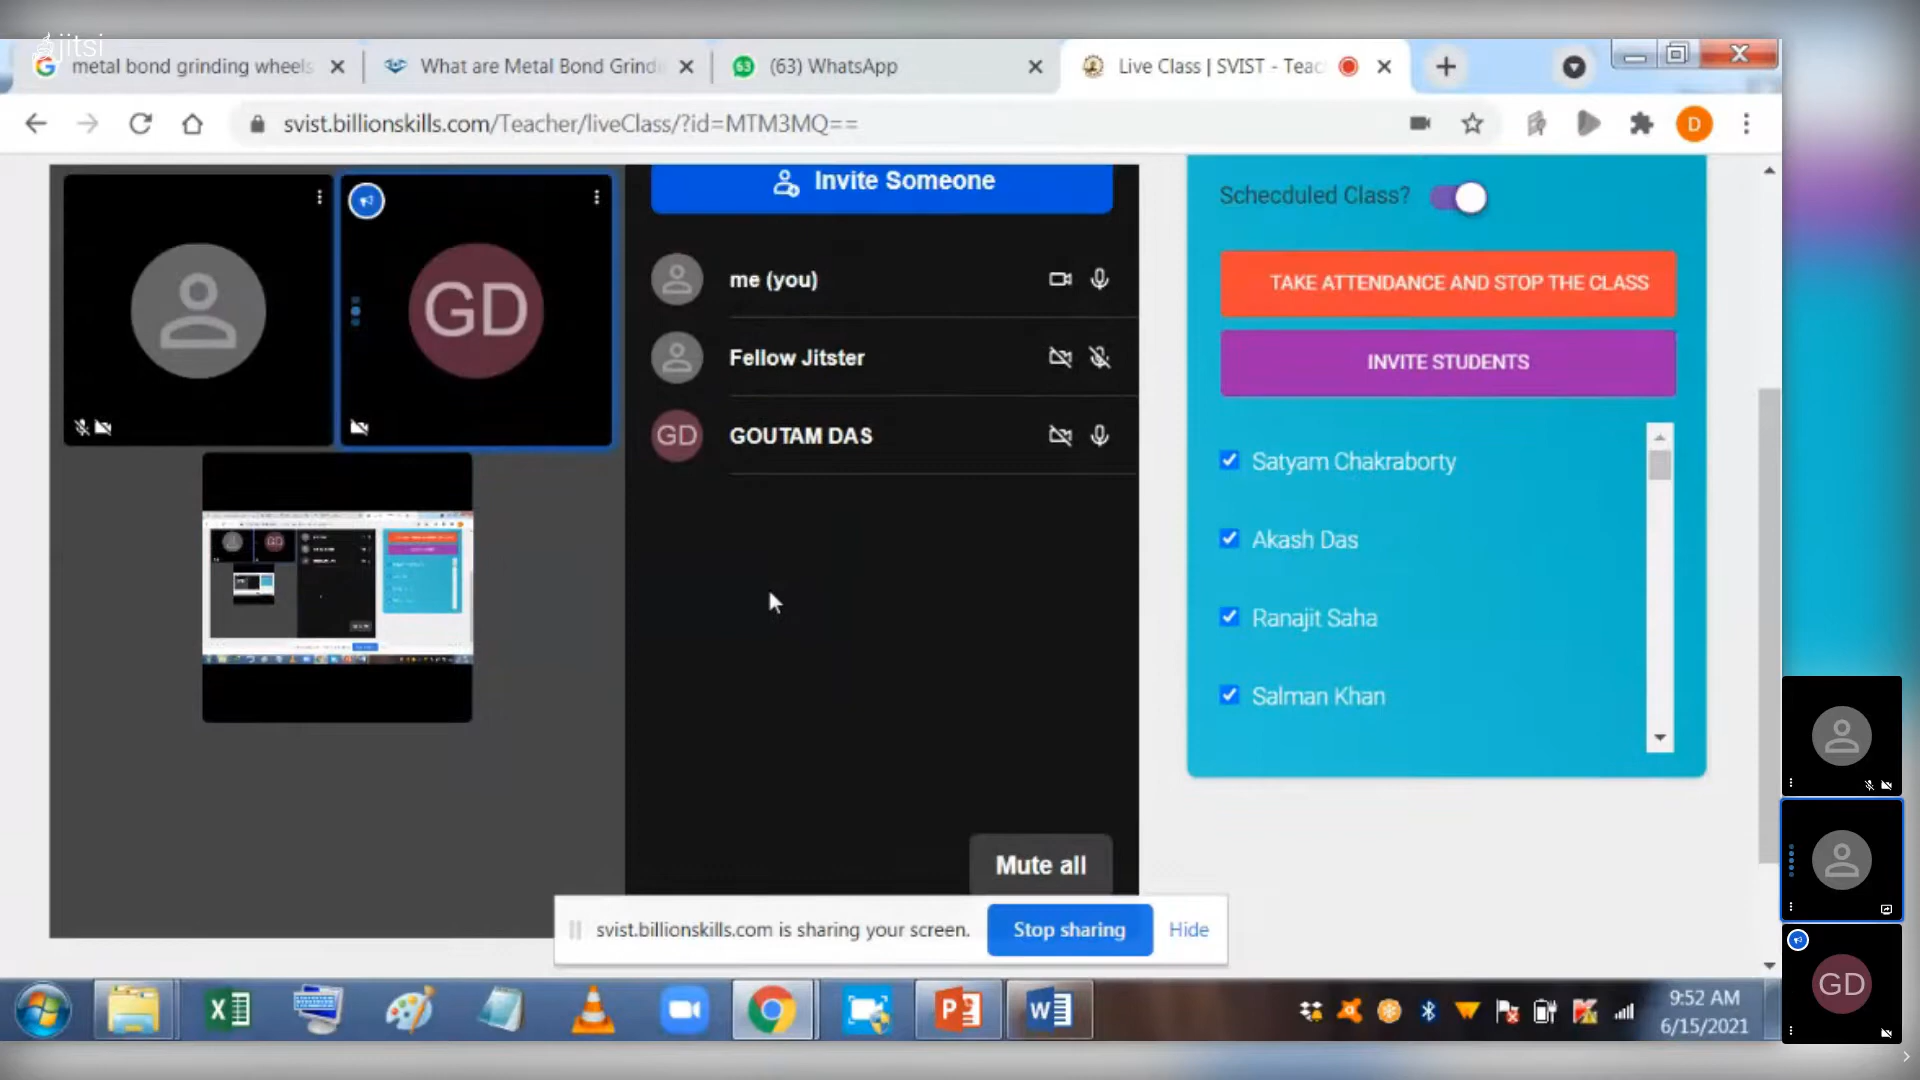 jitsi
metal bond grinding wheels
What are Metal Bond Grindi
(63) WhatsApp
Live Class | SVIST - Teac
svist.billionskills.com/Teacher/liveClass/?id=MTM3MQ==
D
GD
Invite Someone
me (you)
Fellow Jitster
GD GOUTAM DAS
Mute all
Schecduled Class?
TAKE ATTENDANCE AND STOP THE CLASS
INVITE STUDENTS
Satyam Chakraborty
Akash Das
Ranajit Saha
Salman Khan
svist.billionskills.com is sharing your screen.
Stop sharing
Hide
9:52 AM
6/15/2021
GD